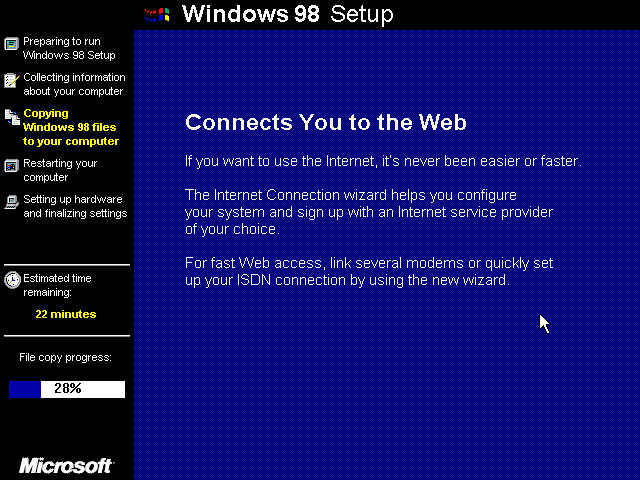 Windows 98 Setup
Preparing to run
Windows 98 Setup
Collecting information
about your computer
Copying
Windows 98 files
to your computer
Restarting your
computer
Setting up hardware
and finalizing settings
Estimated time
remaining:
22 minutes
File copy progress:
28%
Microsoft
Connects You to the Web
If you want to use the Internet, it's never been easier or faster.
The Internet Connection wizard helps you configure
your system and sign up with an Internet service provider
of your choice.
For fast Web access, link several modems or quickly set
up your ISDN connection by using the new wizard.